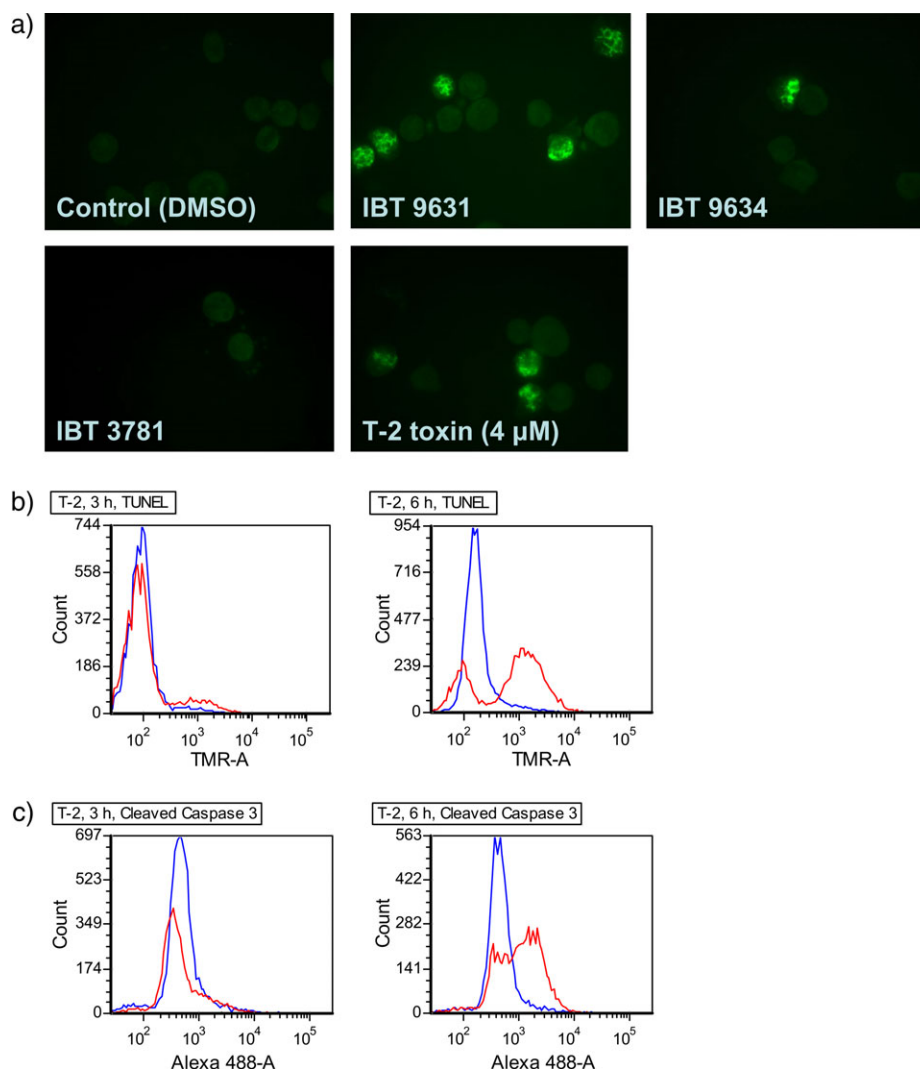 a)
Control (DMSO)
IBT 9631
IBT 9634
IBT 3781
T-2 toxin (4 µM)
b)
T-2, 3 h, TUNEL
744
558
372
186
0
Count
10² 10³ 10⁴ 10⁵
TMR-A
T-2, 6 h, TUNEL
954
716
477
239
0
Count
10² 10³ 10⁴ 10⁵
TMR-A
c)
T-2, 3 h, Cleaved Caspase 3
697
523
349
174
0
Count
10² 10³ 10⁴ 10⁵
Alexa 488-A
T-2, 6 h, Cleaved Caspase 3
563
422
282
141
0
Count
10² 10³ 10⁴ 10⁵
Alexa 488-A